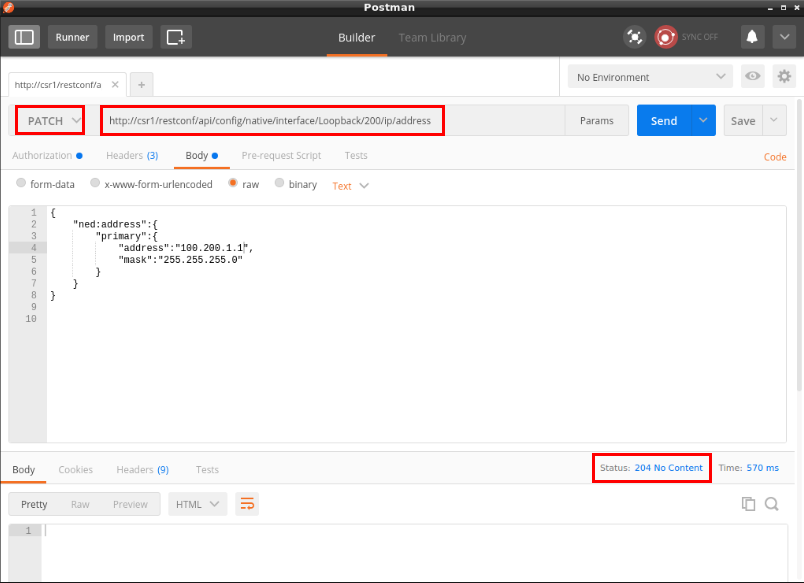 Postman
Runner
Import
Builder
Team Library
SYNC OFF
http://csr1/restconf/a
No Environment
PATCH
http://csr1/restconf/api/config/native/interface/Loopback/200/ip/address
Params
Send
Save
Authorization
Headers (3)
Body
Pre-request Script
Tests
Code
form-data
x-www-form-urlencoded
raw
binary
Text
1 {
2 "ned:address":{
3 "primary":{
4 "address":"100.200.1.1",
5 "mask":"255.255.255.0"
6 }
7 }
8 }
9
10
Body
Cookies
Headers (9)
Tests
Status: 204 No Content
Time: 570 ms
Pretty
Raw
Preview
HTML
1